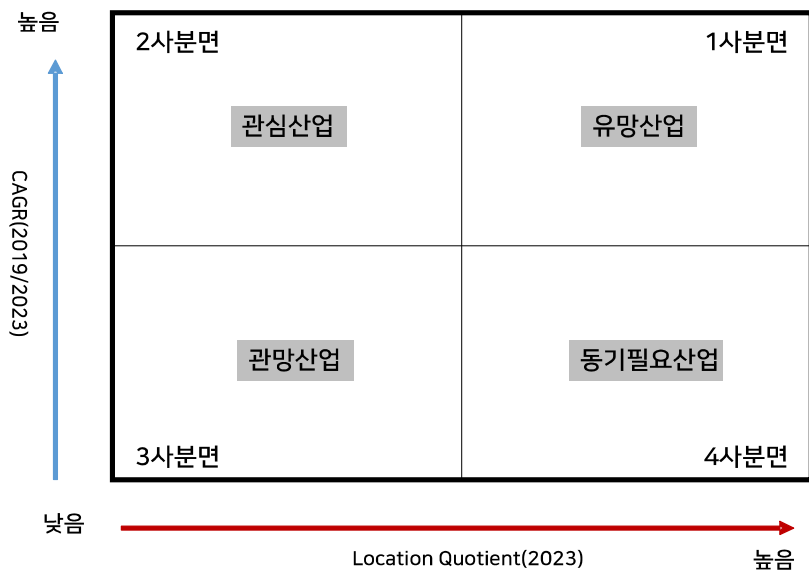 높음
2사분면
1사분면
관심산업
유망산업
CAGR(2019/2023)
관망산업
동기필요산업
3사분면
4사분면
낮음
Location Quotient(2023)
높음